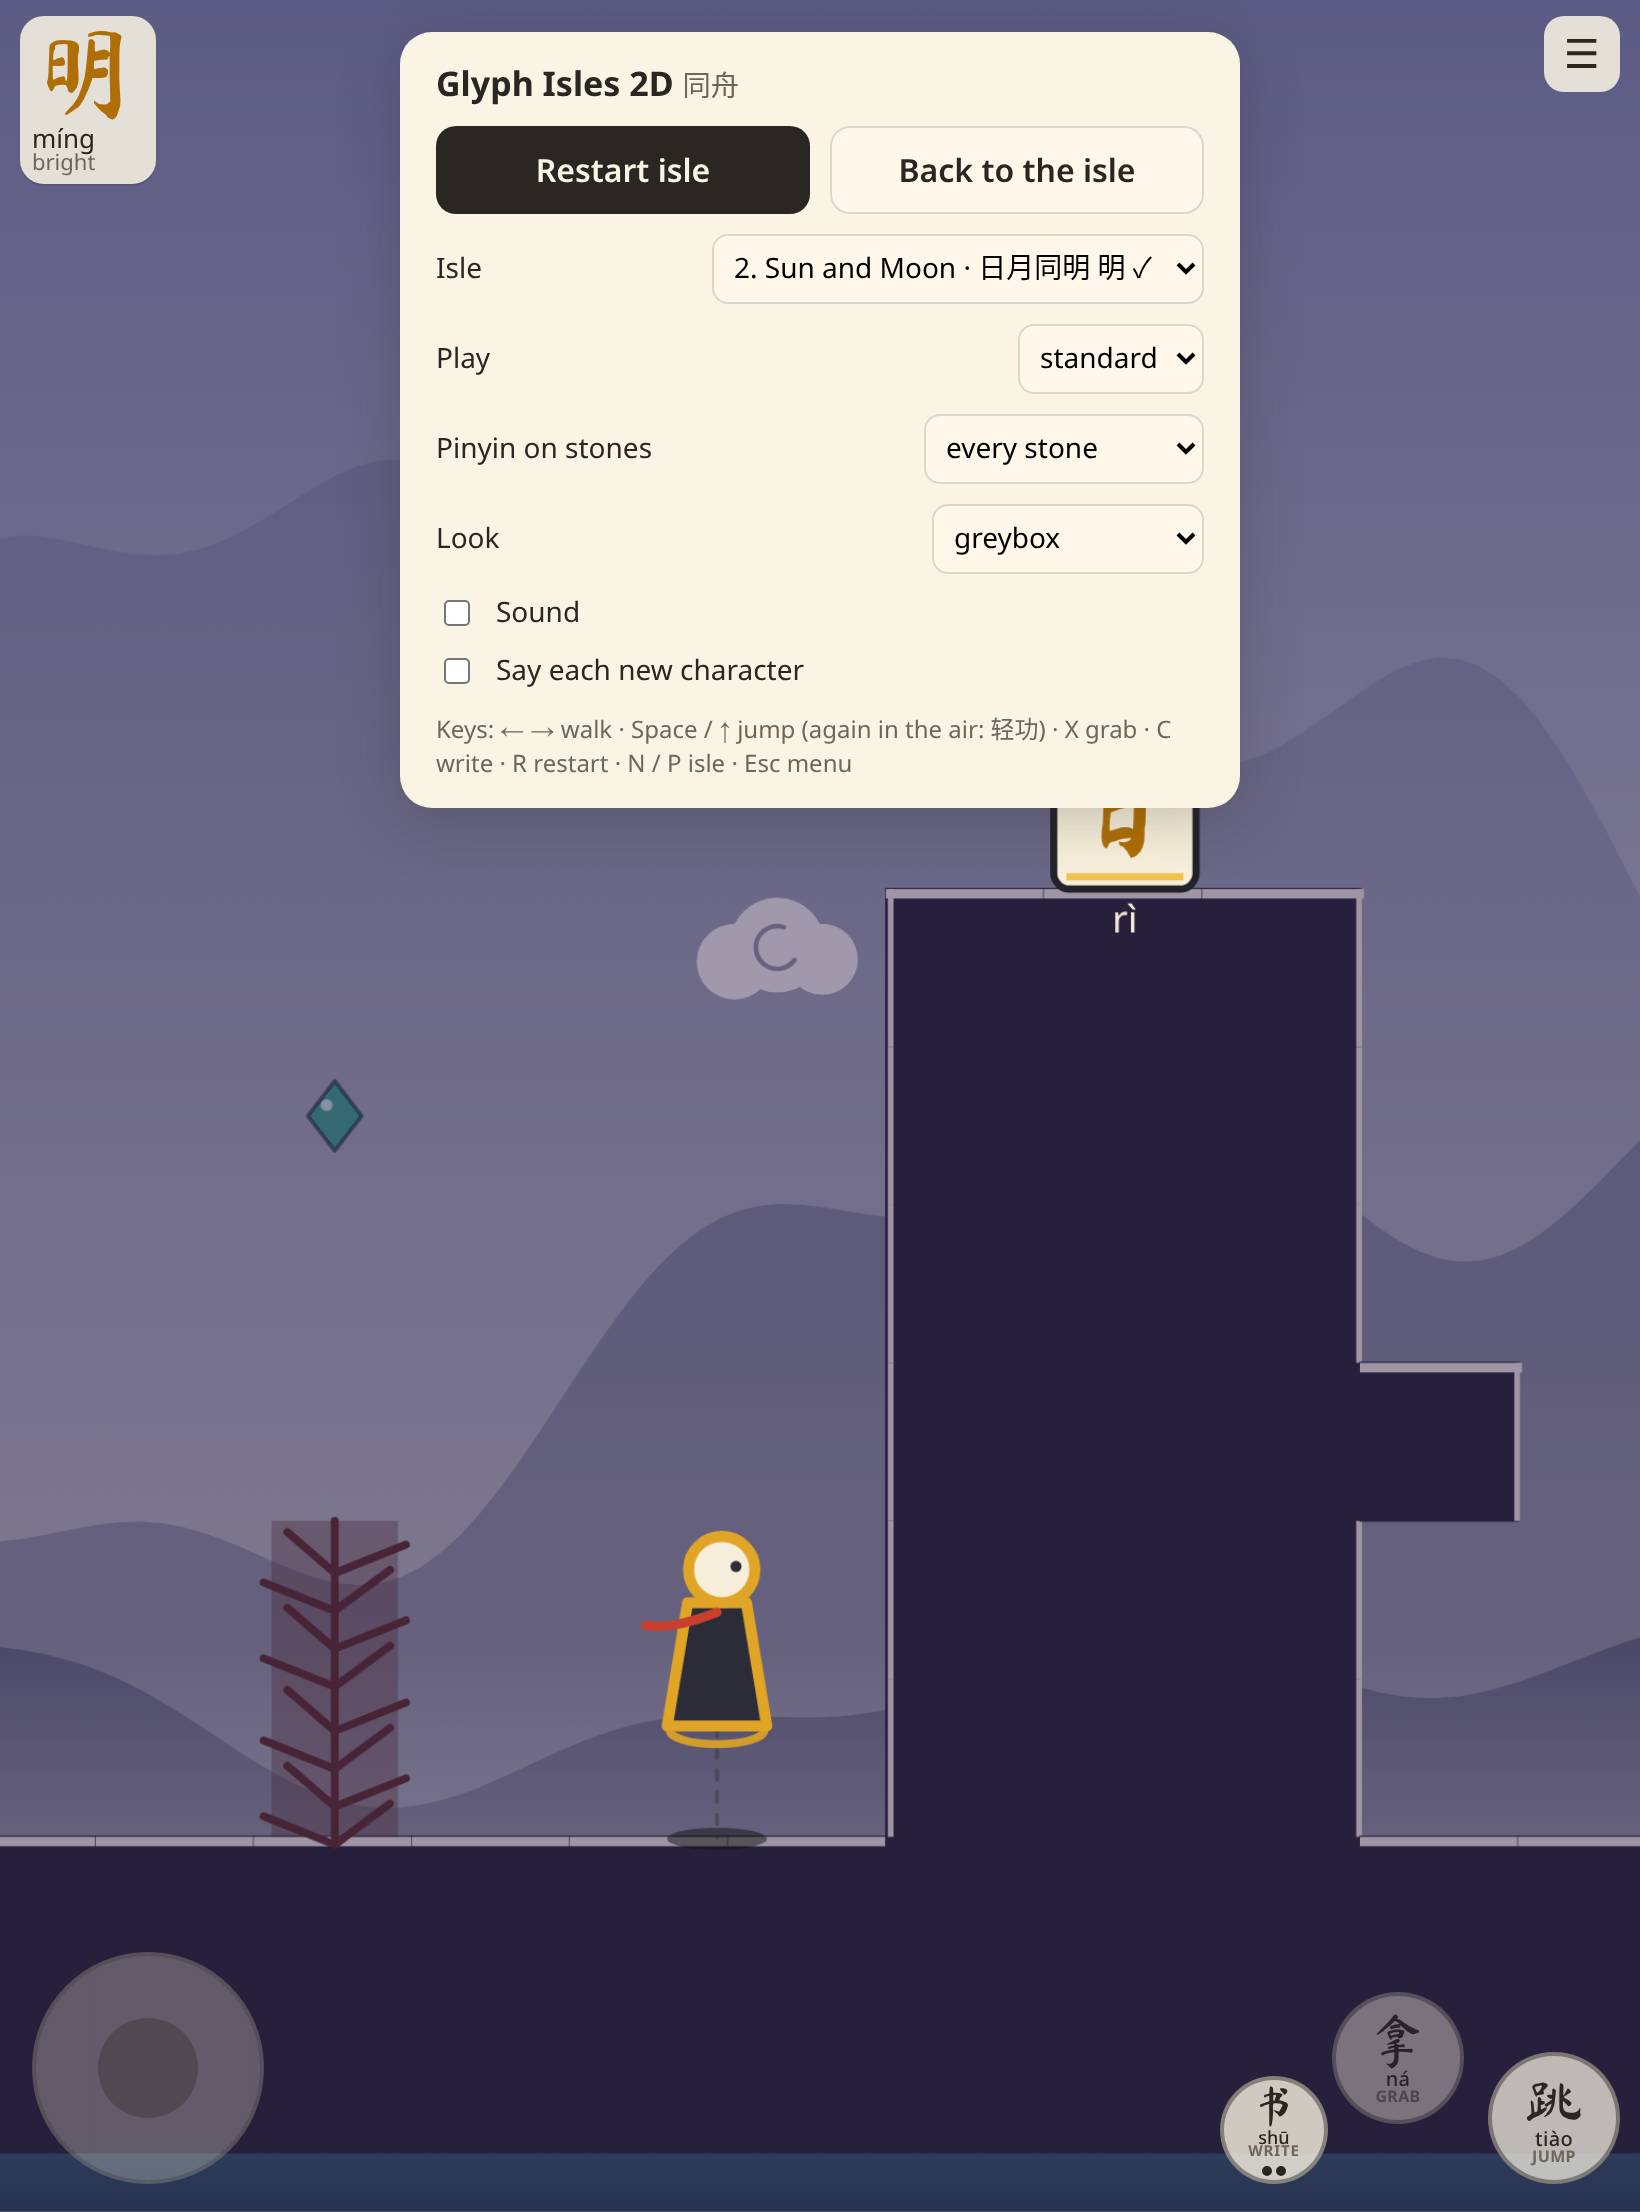 明
míng
bright
☰
Glyph Isles 2D 同舟
Restart isle
Back to the isle
Isle
2. Sun and Moon · 日月同明 明 ✓
Play
standard
Pinyin on stones
every stone
Look
greybox
Sound
Say each new character
Keys: ← → walk · Space / ↑ jump (again in the air: 轻功) · X grab · C
write · R restart · N / P isle · Esc menu
rì
拿
ná
GRAB
书
shū
WRITE
跳
tiào
JUMP